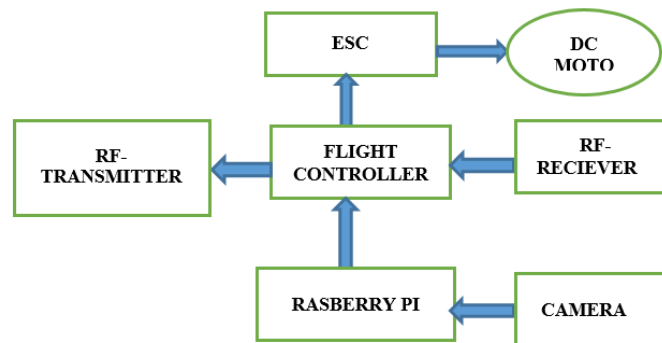 ESC
DC
MOTO
RF-
TRANSMITTER
FLIGHT
CONTROLLER
RF-
RECIEVER
RASBERRY PI
CAMERA